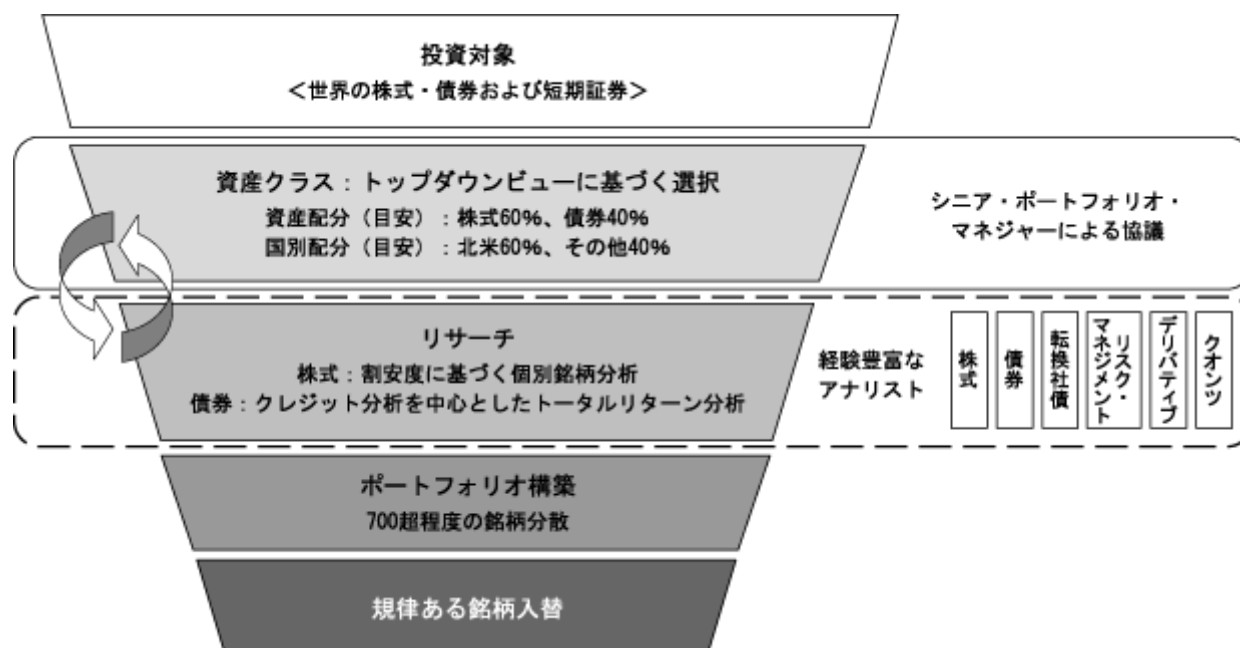 投資対象
＜世界の株式・債券および短期証券＞
資産クラス：トップダウンビューに基づく選択
資産配分（目安）：株式60%、債券40%
国別配分（目安）：北米60%、その他40%
シニア・ポートフォリオ・
マネジャーによる協議
リサーチ
株式：割安度に基づく個別銘柄分析
債券：クレジット分析を中心としたトータルリターン分析
経験豊富な
アナリスト
株式
債券
転換社債
リスク・
マネジメント
デリバティブ
クオンツ
ポートフォリオ構築
700超程度の銘柄分散
規律ある銘柄入替